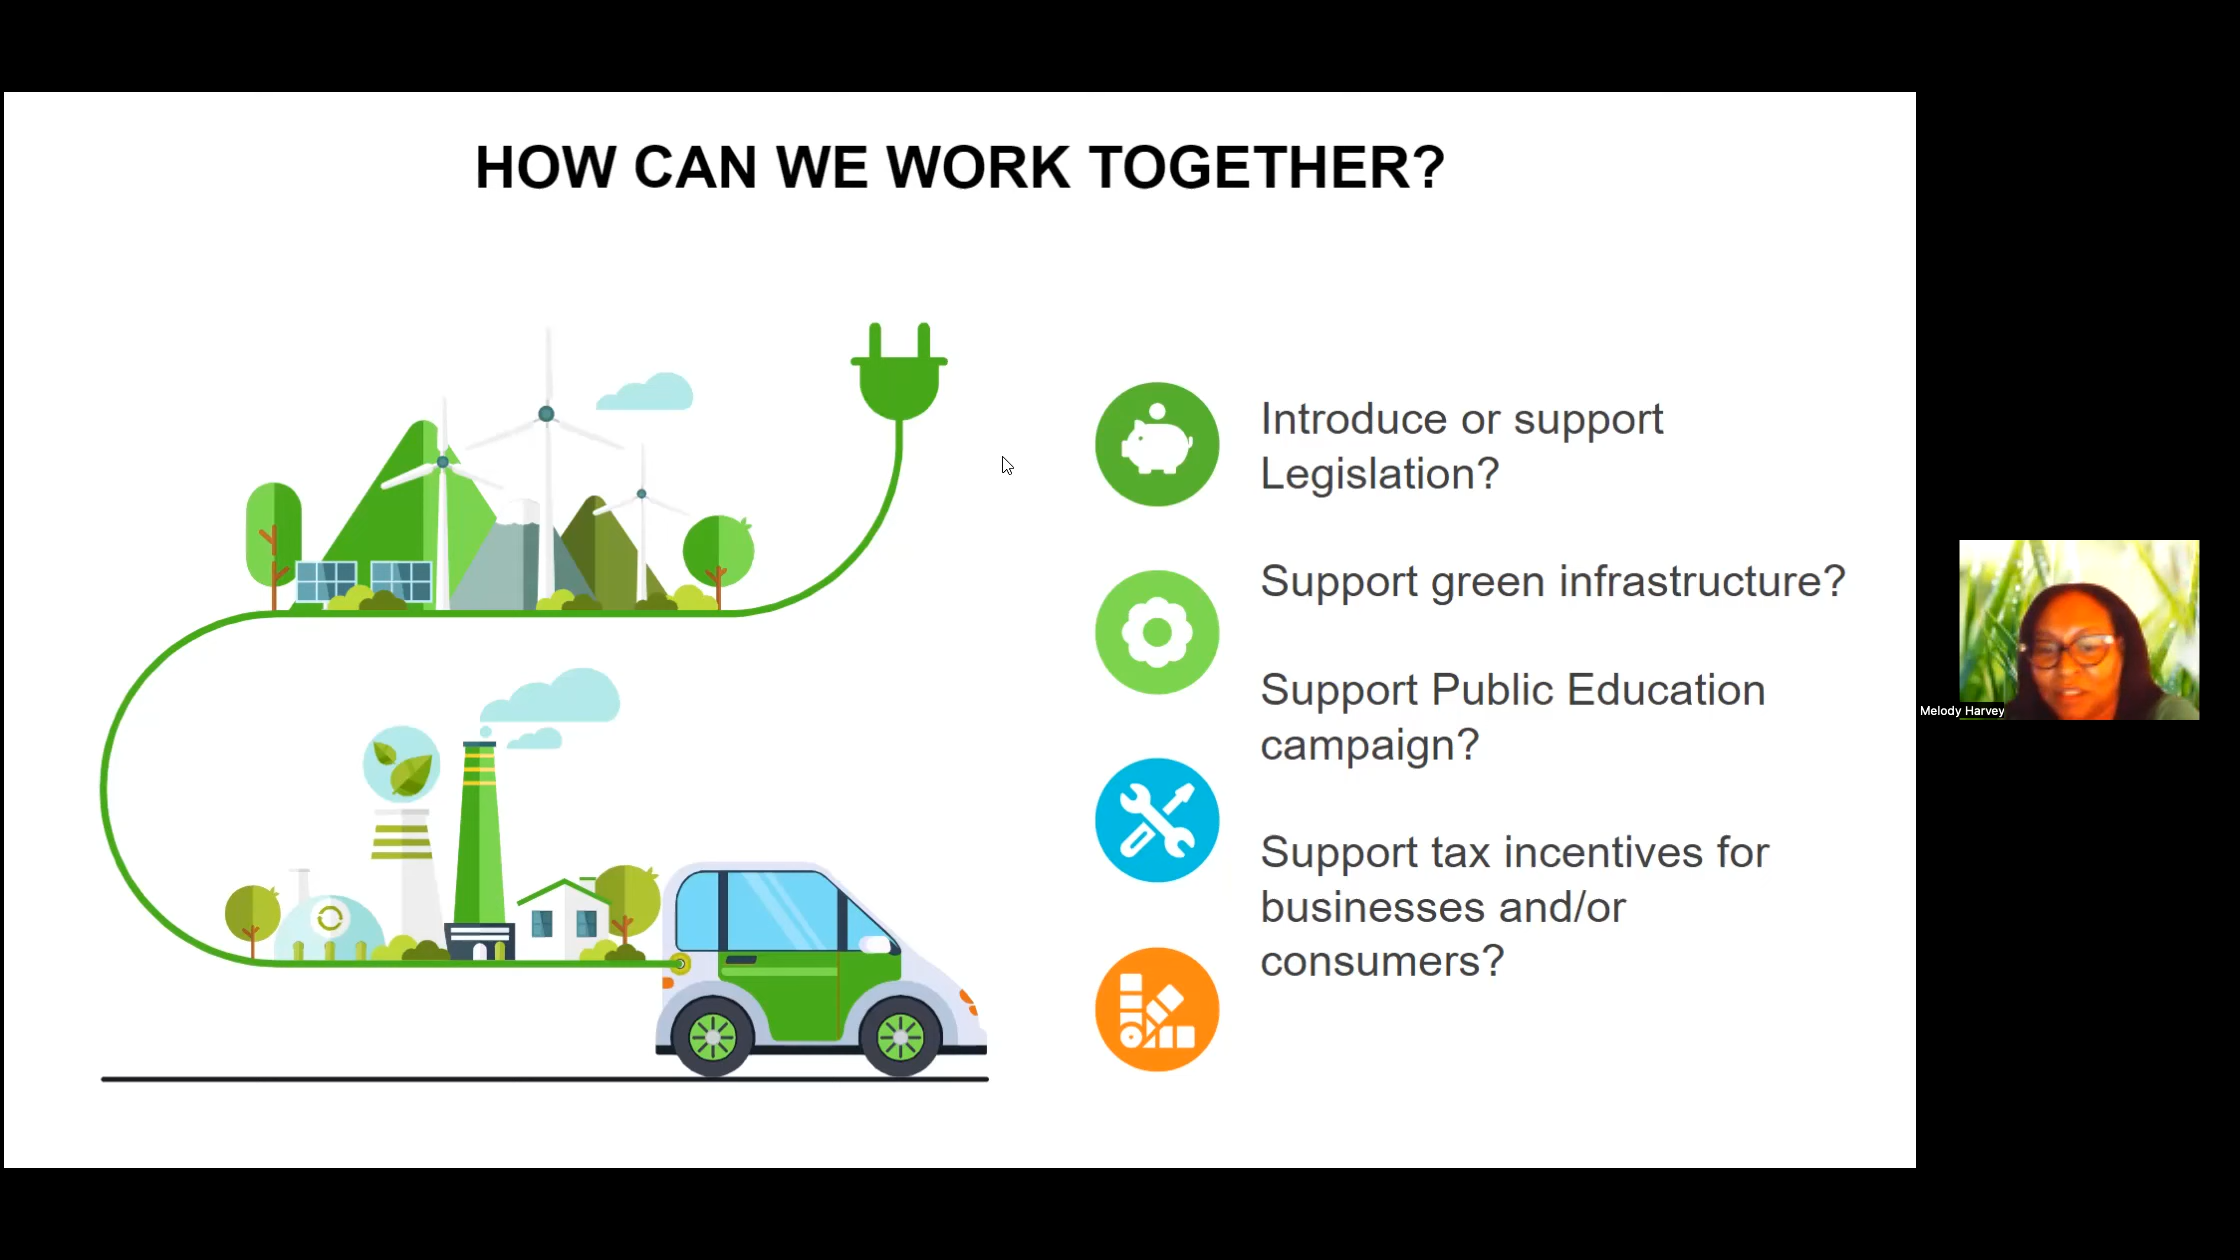 HOW CAN WE WORK TOGETHER?
Introduce or support
Legislation?
Support green infrastructure?
Support Public Education
campaign?
Support tax incentives for
businesses and/or
consumers?
Melody Harvey